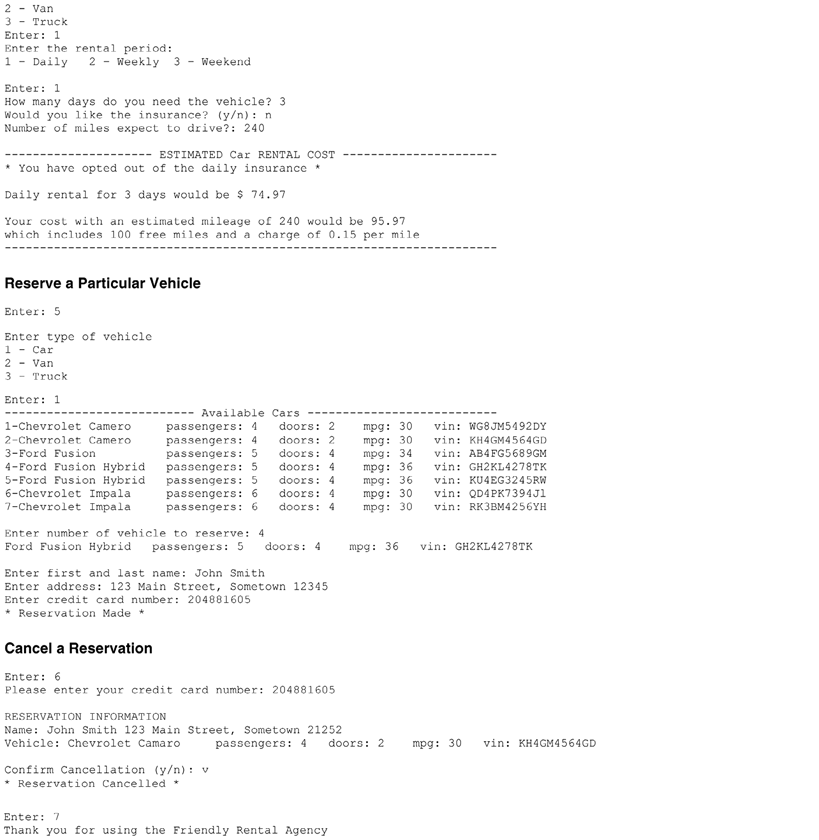 2 - Van
3 - Truck
Enter: 1
Enter the rental period:
1 - Daily   2 - Weekly  3 - Weekend
Enter: 1
How many days do you need the vehicle? 3
Would you like the insurance? (y/n): n
Number of miles expect to drive?: 240
--------------------- ESTIMATED Car RENTAL COST ----------------------
* You have opted out of the daily insurance *
Daily rental for 3 days would be $ 74.97
Your cost with an estimated mileage of 240 would be 95.97
which includes 100 free miles and a charge of 0.15 per mile
----------------------------------------------------------------------
Reserve a Particular Vehicle
Enter: 5
Enter type of vehicle
1 - Car
2 - Van
3 - Truck
Enter: 1
--------------------------- Available Cars ---------------------------
1-Chevrolet Camero     passengers: 4   doors: 2    mpg: 30   vin: WG8JM5492DY
2-Chevrolet Camero     passengers: 4   doors: 2    mpg: 30   vin: KH4GM4564GD
3-Ford Fusion          passengers: 5   doors: 4    mpg: 34   vin: AB4FG5689GM
4-Ford Fusion Hybrid   passengers: 5   doors: 4    mpg: 36   vin: GH2KL4278TK
5-Ford Fusion Hybrid   passengers: 5   doors: 4    mpg: 36   vin: KU4EG3245RW
6-Chevrolet Impala     passengers: 6   doors: 4    mpg: 30   vin: QD4PK7394Jl
7-Chevrolet Impala     passengers: 6   doors: 4    mpg: 30   vin: RK3BM4256YH
Enter number of vehicle to reserve: 4
Ford Fusion Hybrid   passengers: 5   doors: 4    mpg: 36   vin: GH2KL4278TK
Enter first and last name: John Smith
Enter address: 123 Main Street, Sometown 12345
Enter credit card number: 204881605
* Reservation Made *
Cancel a Reservation
Enter: 6
Please enter your credit card number: 204881605
RESERVATION INFORMATION
Name: John Smith 123 Main Street, Sometown 21252
Vehicle: Chevrolet Camaro     passengers: 4   doors: 2    mpg: 30   vin: KH4GM4564GD
Confirm Cancellation (y/n): v
* Reservation Cancelled *
Enter: 7
Thank you for using the Friendly Rental Agency